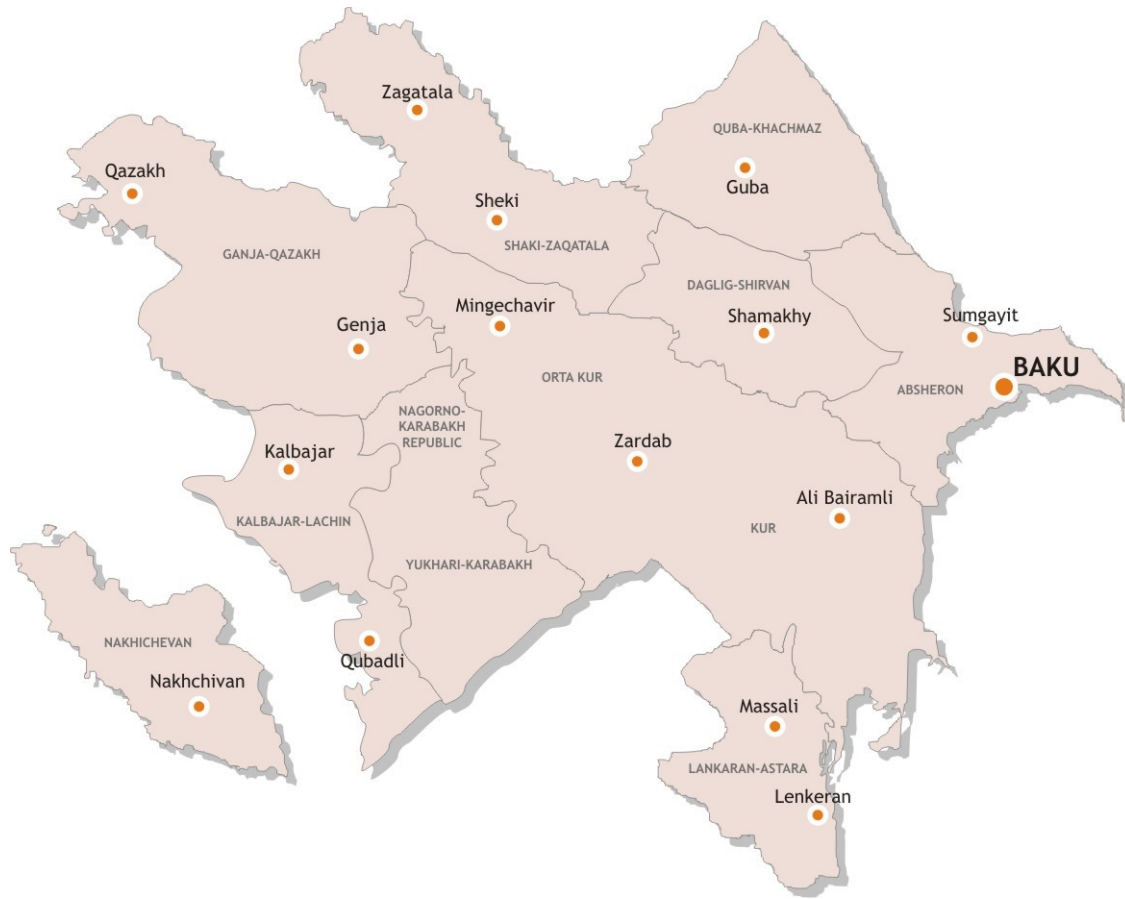 Zagatala
QUBA-KHACHMAZ
Qazakh
Guba
Sheki
GANJA-QAZAKH
SHAKI-ZAQATALA
DAGLIG-SHIRVAN
Mingechavir
Shamakhy
Sumgayit
Genja
BAKU
ORTA KUR
ABSHERON
NAGORNO-
KARABAKH
REPUBLIC
Kalbajar
Zardab
Ali Bairamli
KALBAJAR-LACHIN
KUR
YUKHARI-KARABAKH
NAKHICHEVAN
Qubadli
Nakhchivan
Massali
LANKARAN-ASTARA
Lenkeran